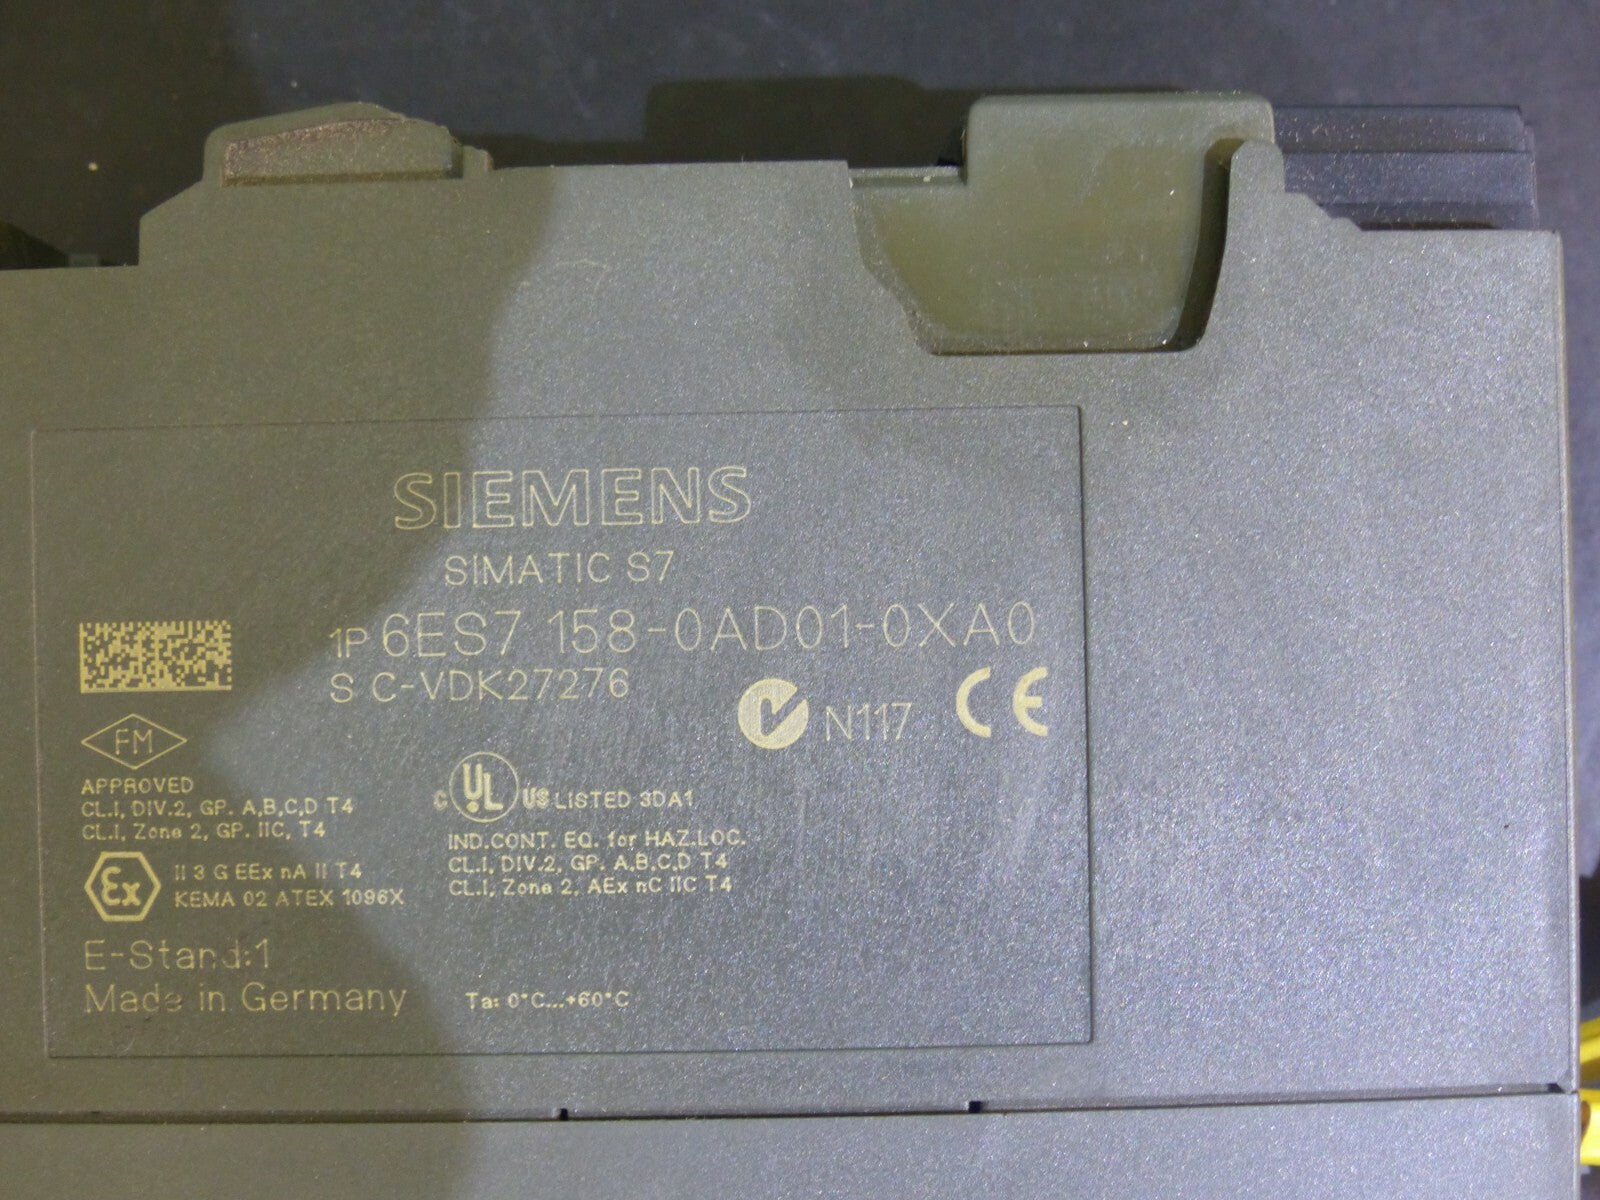 SIEMENS
SIMATIC S7
1P 6ES7 158-0AD01-0XA0
S C-VDK27276
N117 CE
FM
APPROVED
CL.I, DIV.2, GP. A,B,C,D T4
CL.I, Zone 2, GP. IIC, T4
Ex
II 3 G EEx nA II T4
KEMA 02 ATEX 1096X
c UL US LISTED 3DA1
IND.CONT. EQ. for HAZ.LOC.
CL.I, DIV.2, GP. A,B,C,D T4
CL.I, Zone 2, AEx nC IIC T4
E-Stand:1
Made in Germany
Ta: 0°C...+60°C